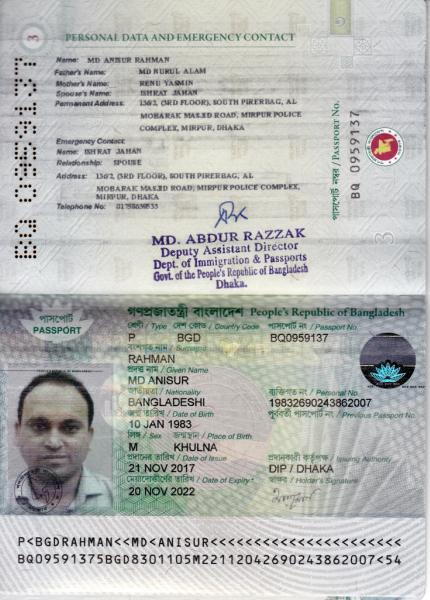 3
PERSONAL DATA AND EMERGENCY CONTACT
Name: MD ANISUR RAHMAN
Father's Name: MD NURUL ALAM
Mother's Name: RENU YASMIN
Spouse's Name: ISHRAT JAHAN
Permanent Address: 130/2, (3RD FLOOR), SOUTH PIRERBAG, AL
MOBARAK MASJID ROAD, MIRPUR POLICE
COMPLEX, MIRPUR, DHAKA
Emergency Contact:
Name: ISHRAT JAHAN
Relationship: SPOUSE
Address: 130/2, (3RD FLOOR), SOUTH PIRERBAG, AL
MOBARAK MASJID ROAD, MIRPUR POLICE COMPLEX,
MIRPUR, DHAKA
Telephone No:
পাসপোর্ট নম্বর / PASSPORT No.
BQ 0959137
MD. ABDUR RAZZAK
Deputy Assistant Director
Dept. of Immigration & Passports
Govt. of the People's Republic of Bangladesh
Dhaka.
গণপ্রজাতন্ত্রী বাংলাদেশ People's Republic of Bangladesh
পাসপোর্ট
PASSPORT
শ্রেণী / Type দেশ কোড / Country Code পাসপোর্ট নং / Passport No.
P BGD BQ0959137
বংশগত নাম / Surname
RAHMAN
প্রদত্ত নাম / Given Name
MD ANISUR
জাতীয়তা / Nationality ব্যক্তিগত নং / Personal No.
BANGLADESHI 19832690243862007
জন্ম তারিখ / Date of Birth পূর্ববর্তী পাসপোর্ট নং / Previous Passport No.
10 JAN 1983
লিঙ্গ / Sex জন্মস্থান / Place of Birth
M KHULNA
প্রদানের তারিখ / Date of Issue প্রদানকারী কর্তৃপক্ষ / Issuing Authority
21 NOV 2017 DIP / DHAKA
মেয়াদোত্তীর্ণের তারিখ / Date of Expiry স্বাক্ষর / Holder's Signature
20 NOV 2022
P<BGDRAHMAN<<MD<ANISUR<<<<<<<<<<<<<<<<<<<<<<
BQ09591375BGD8301105M22112042690243862007<54